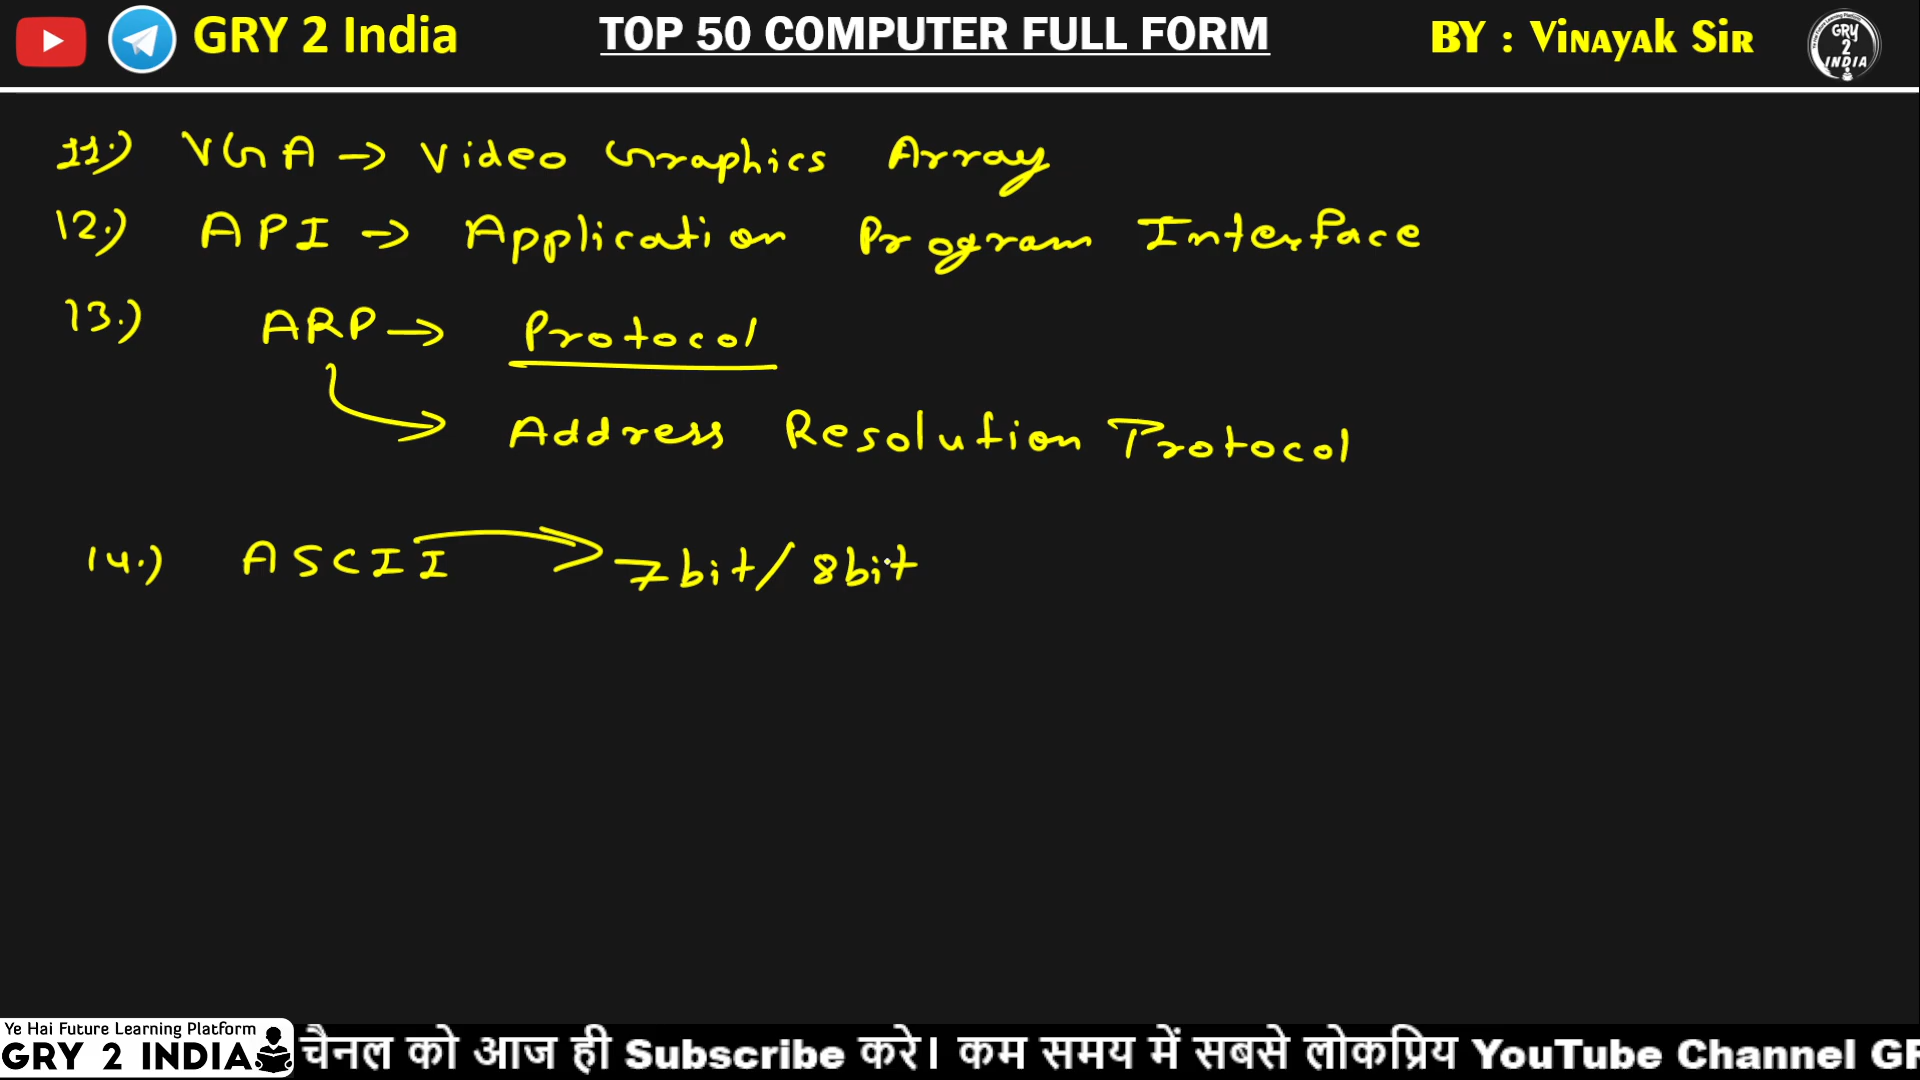 GRY 2 India TOP 50 COMPUTER FULL FORM BY : Vinayak Sir GRY 2 INDIA
11.) VGA → Video Graphics Array
12.) API → Application Program Interface
13.) ARP → Protocol
→ Address Resolution Protocol
14.) ASCII → 7bit/8bit
Ye Hai Future Learning Platform
GRY 2 INDIA चैनल को आज ही Subscribe करे। कम समय में सबसे लोकप्रिय YouTube Channel GR